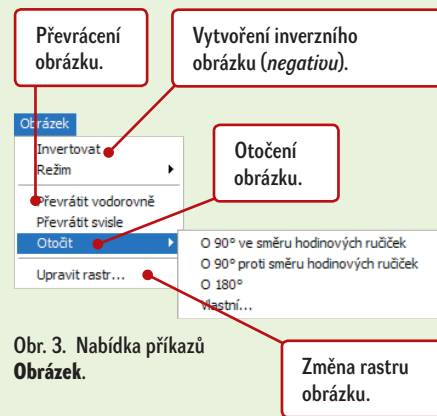 Převrácení
obrázku.
Vytvoření inverzního
obrázku (negatiou).
Obrázek
Invertovat
Režim
Otočení
obrázku.
Převrátit vodorovně
Převrátit svisle
Otočit
O 90° ve směru hodinových ručiček
O 90° proti směru hodinových ručiček
O 180°
Vlastní...
Upravit rastr...
Obr. 3. Nabídka příkazů
Obrázek.
Změna rastru
obrázku.